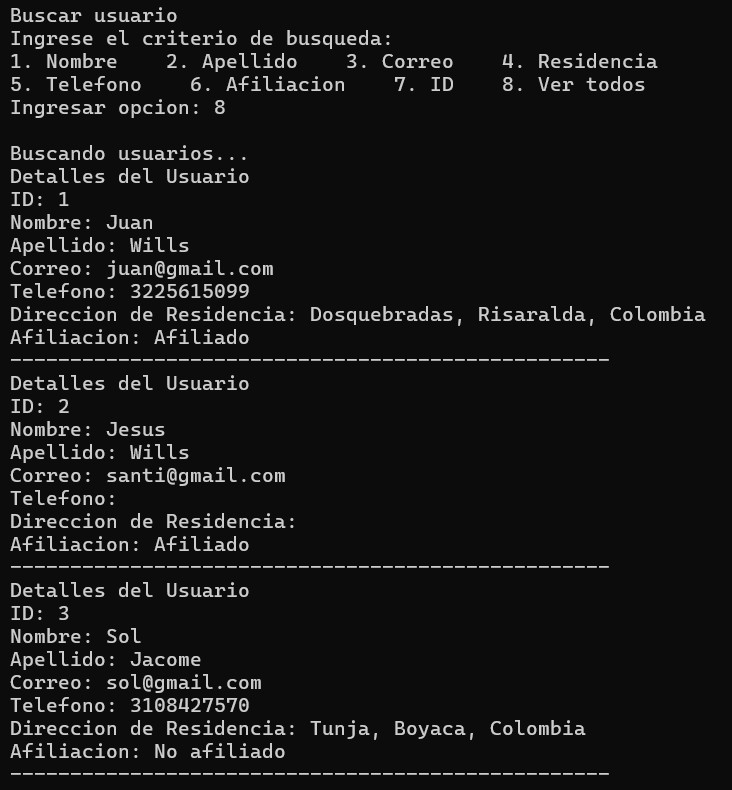 Buscar usuario
Ingrese el criterio de busqueda:
1. Nombre    2. Apellido    3. Correo    4. Residencia
5. Telefono    6. Afiliacion    7. ID    8. Ver todos
Ingresar opcion: 8

Buscando usuarios...
Detalles del Usuario
ID: 1
Nombre: Juan
Apellido: Wills
Correo: juan@gmail.com
Telefono: 3225615099
Direccion de Residencia: Dosquebradas, Risaralda, Colombia
Afiliacion: Afiliado
--------------------------------------------------
Detalles del Usuario
ID: 2
Nombre: Jesus
Apellido: Wills
Correo: santi@gmail.com
Telefono:
Direccion de Residencia:
Afiliacion: Afiliado
--------------------------------------------------
Detalles del Usuario
ID: 3
Nombre: Sol
Apellido: Jacome
Correo: sol@gmail.com
Telefono: 3108427570
Direccion de Residencia: Tunja, Boyaca, Colombia
Afiliacion: No afiliado
--------------------------------------------------